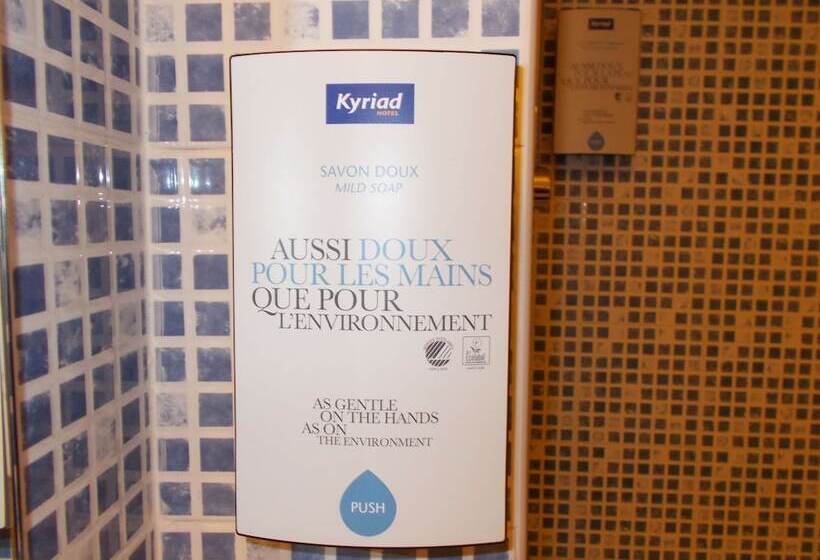 Kyriad
HOTEL
SAVON DOUX
MILD SOAP
AUSSI DOUX
POUR LES MAINS
QUE POUR
L'ENVIRONNEMENT
Ecolabel
AS GENTLE
ON THE HANDS
AS ON
THE ENVIRONMENT
PUSH
Kyriad